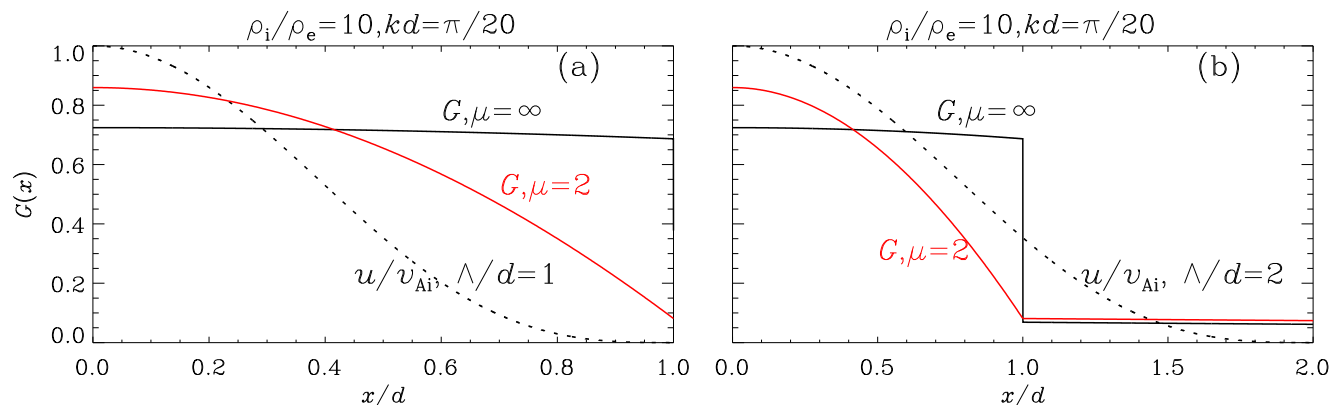 ρi/ρe=10,kd=π/20
(a)
G,μ=∞
G,μ=2
u/vAi, Λ/d=1
G(x)
1.0
0.8
0.6
0.4
0.2
0.0
0.0 0.2 0.4 0.6 0.8 1.0
x/d
ρi/ρe=10,kd=π/20
(b)
G,μ=∞
G,μ=2
u/vAi, Λ/d=2
0.0 0.5 1.0 1.5 2.0
x/d